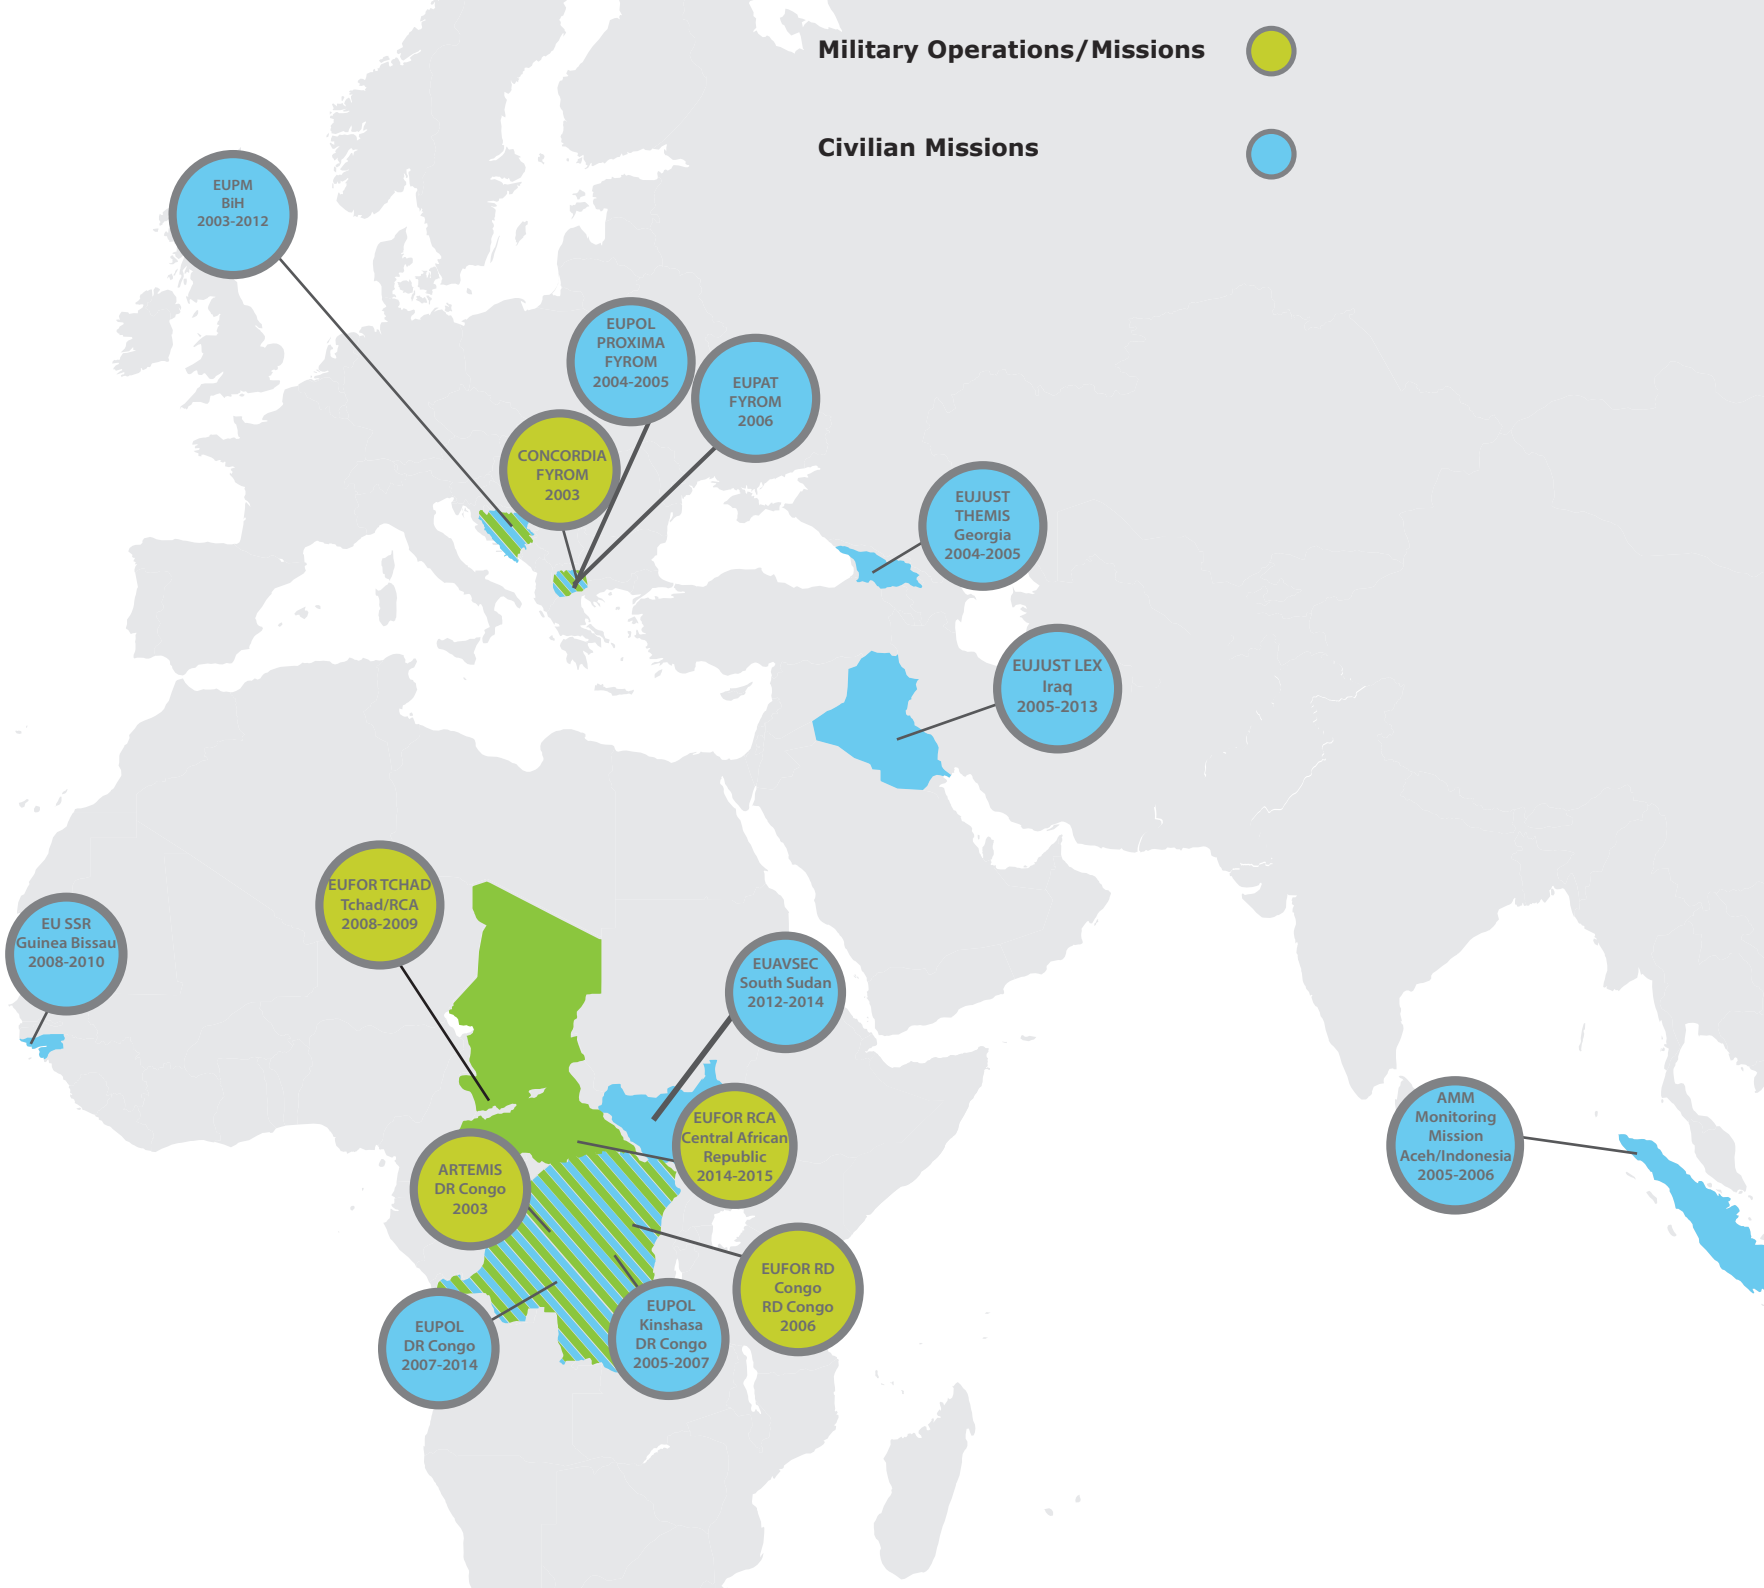 Military Operations/Missions
Civilian Missions
EUPM
BiH
2003-2012
EUPOL
PROXIMA
FYROM
2004-2005
EUPAT
FYROM
2006
CONCORDIA
FYROM
2003
EUJUST
THEMIS
Georgia
2004-2005
EUJUST LEX
Iraq
2005-2013
EUFOR TCHAD
Tchad/RCA
2008-2009
EU SSR
Guinea Bissau
2008-2010
EUAVSEC
South Sudan
2012-2014
EUFOR RCA
Central African
Republic
2014-2015
AMM
Monitoring
Mission
Aceh/Indonesia
2005-2006
ARTEMIS
DR Congo
2003
EUFOR RD
Congo
RD Congo
2006
EUPOL
Kinshasa
DR Congo
2005-2007
EUPOL
DR Congo
2007-2014